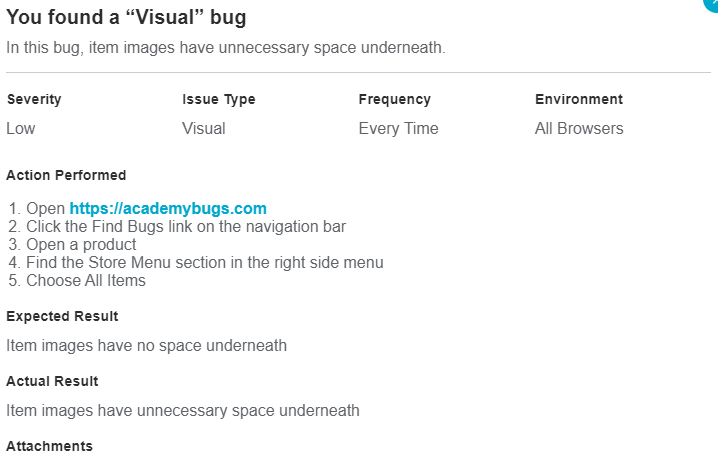 You found a “Visual” bug
In this bug, item images have unnecessary space underneath.
Severity Issue Type Frequency Environment
Low Visual Every Time All Browsers
Action Performed
1. Open https://academybugs.com
2. Click the Find Bugs link on the navigation bar
3. Open a product
4. Find the Store Menu section in the right side menu
5. Choose All Items
Expected Result
Item images have no space underneath
Actual Result
Item images have unnecessary space underneath
Attachments